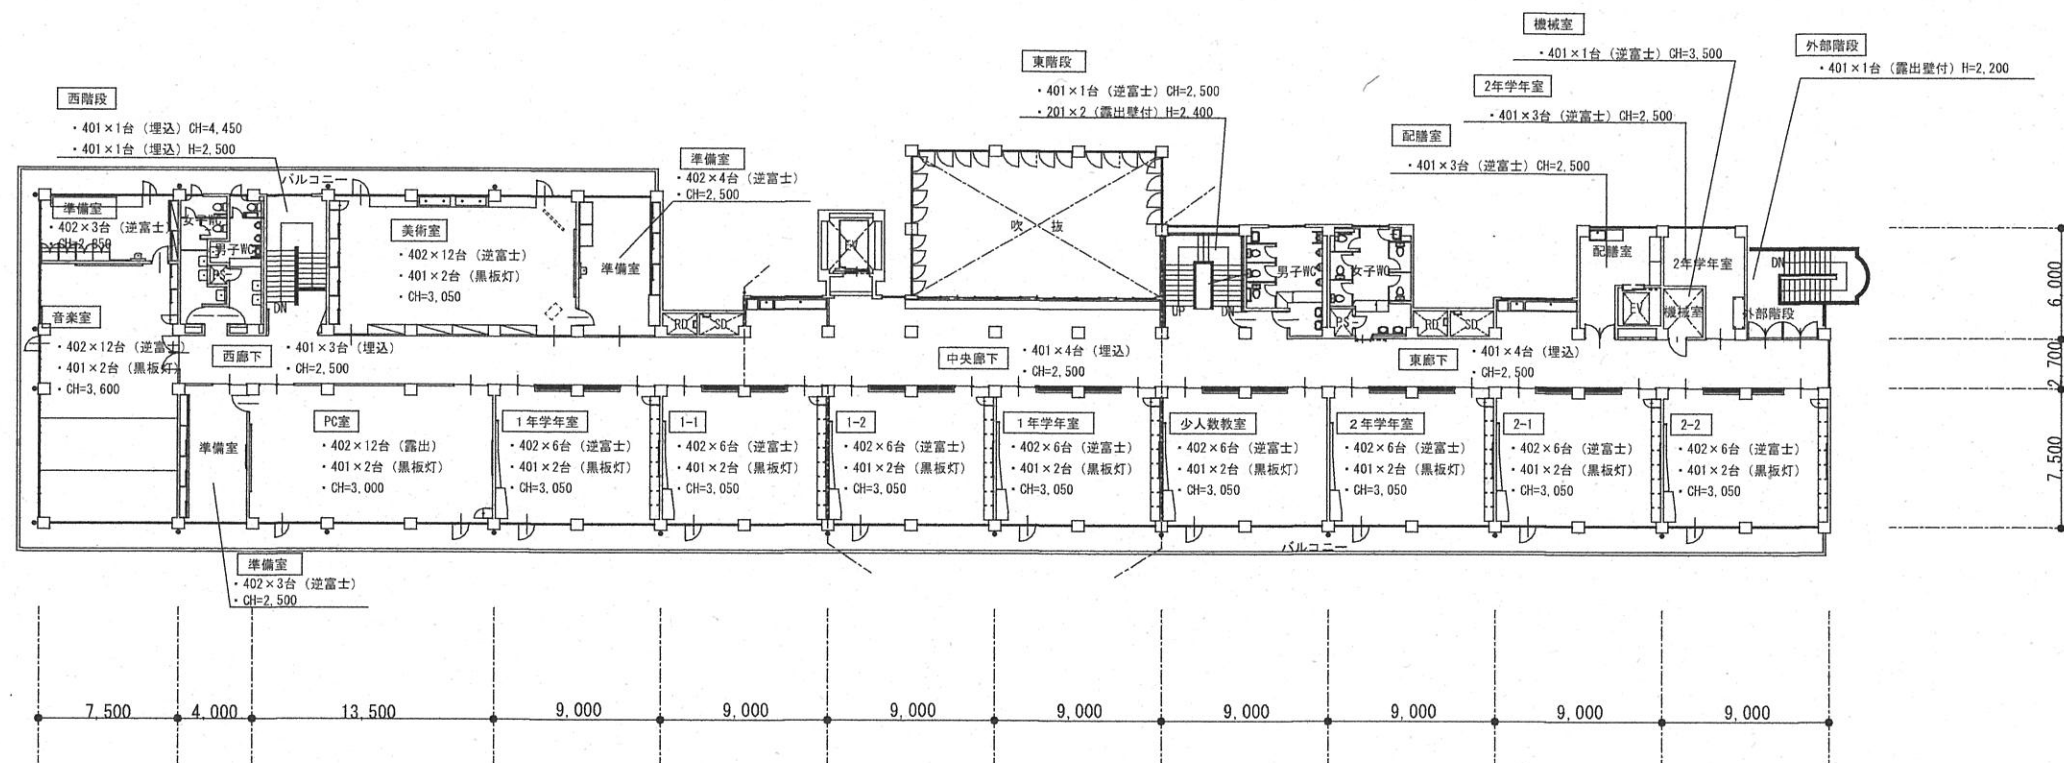 機械室
・401×1台（逆富士）CH=3,500
外部階段
・401×1台（露出壁付）H=2,200
東階段
・401×1台（逆富士）CH=2,500
・201×2（露出壁付）H=2,400
2年学年室
・401×3台（逆富士）CH=2,500
西階段
・401×1台（埋込）CH=4,450
・401×1台（埋込）H=2,500
配膳室
・401×3台（逆富士）CH=2,500
準備室
・402×4台（逆富士）
・CH=2,500
バルコニー
準備室
・402×3台（逆富士）
女子WC
男子WC
PS
DN
美術室
・402×12台（逆富士）
・401×2台（黒板灯）
・CH=3,050
準備室
EV
吹抜
UP
DN
男子WC
女子WC
PS
配膳室
2年学年室
EV
機械室
DN
外部階段
RD
SD
RD
SD
音楽室
・402×12台（逆富士）
・401×2台（黒板灯）
・CH=3,600
西廊下
・401×3台（埋込）
・CH=2,500
中央廊下
・401×4台（埋込）
・CH=2,500
東廊下
・401×4台（埋込）
・CH=2,500
準備室
PC室
・402×12台（露出）
・401×2台（黒板灯）
・CH=3,000
1年学年室
・402×6台（逆富士）
・401×2台（黒板灯）
・CH=3,050
1-1
・402×6台（逆富士）
・401×2台（黒板灯）
・CH=3,050
1-2
・402×6台（逆富士）
・401×2台（黒板灯）
・CH=3,050
1年学年室
・402×6台（逆富士）
・401×2台（黒板灯）
・CH=3,050
少人数教室
・402×6台（逆富士）
・401×2台（黒板灯）
・CH=3,050
2年学年室
・402×6台（逆富士）
・401×2台（黒板灯）
・CH=3,050
2-1
・402×6台（逆富士）
・401×2台（黒板灯）
・CH=3,050
2-2
・402×6台（逆富士）
・401×2台（黒板灯）
・CH=3,050
バルコニー
準備室
・402×3台（逆富士）
・CH=2,500
6,000
2,700
7,500
7,500
4,000
13,500
9,000
9,000
9,000
9,000
9,000
9,000
9,000
9,000